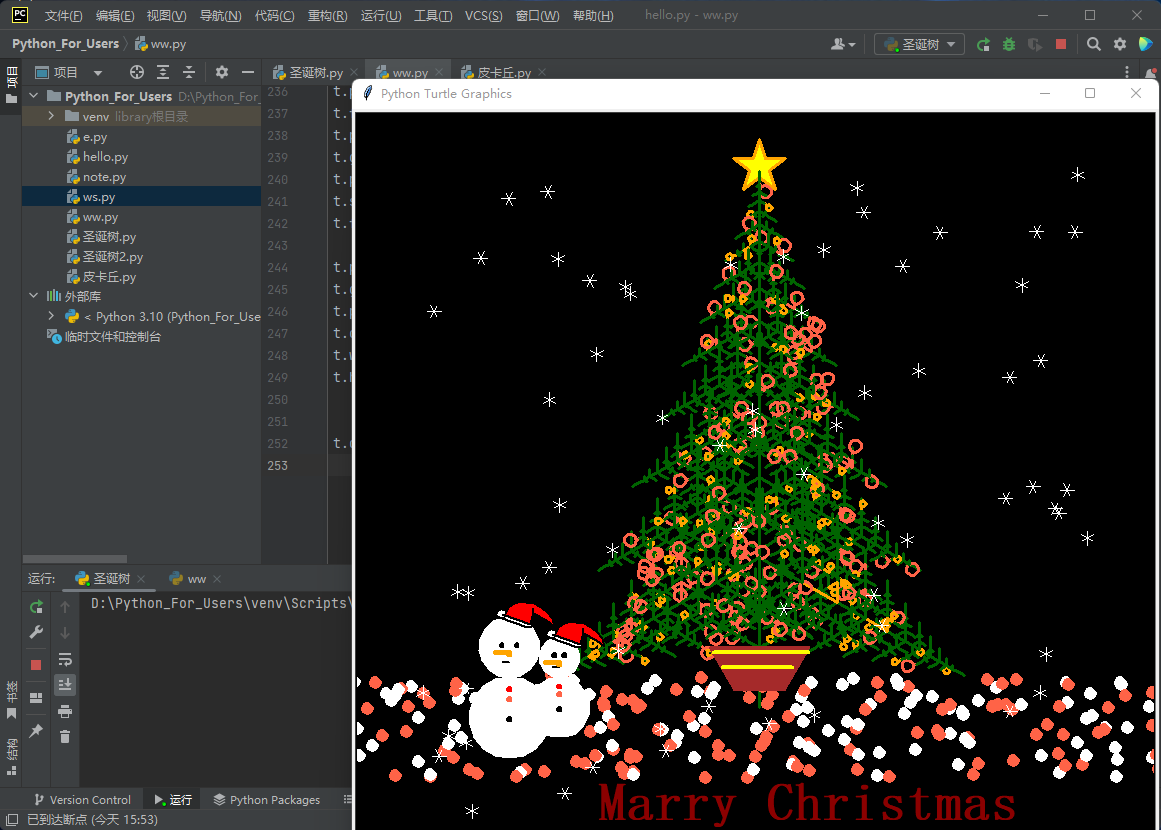 PC 文件(F) 编辑(E) 视图(V) 导航(N) 代码(C) 重构(R) 运行(U) 工具(T) VCS(S) 窗口(W) 帮助(H) hello.py - ww.py
Python_For_Users ww.py 圣诞树
项目 项目 圣诞树.py ww.py 皮卡丘.py
Python_For_Users D:\Python_For_
venv library根目录
e.py
hello.py
note.py
ws.py
ww.py
圣诞树.py
圣诞树2.py
皮卡丘.py
外部库
< Python 3.10 (Python_For_Use
临时文件和控制台
236 t.
237 t.
238 t.
239 t.
240 t.
241 t.
242 t.
243
244 t.
245 t.
246 t.
247 t.
248 t.
249 t.
250
251
252 t.
253
Python Turtle Graphics
Marry Christmas
运行: 圣诞树 ww
D:\Python_For_Users\venv\Scripts\
书签
结构
Version Control 运行 Python Packages
已到达断点 (今天 15:53)